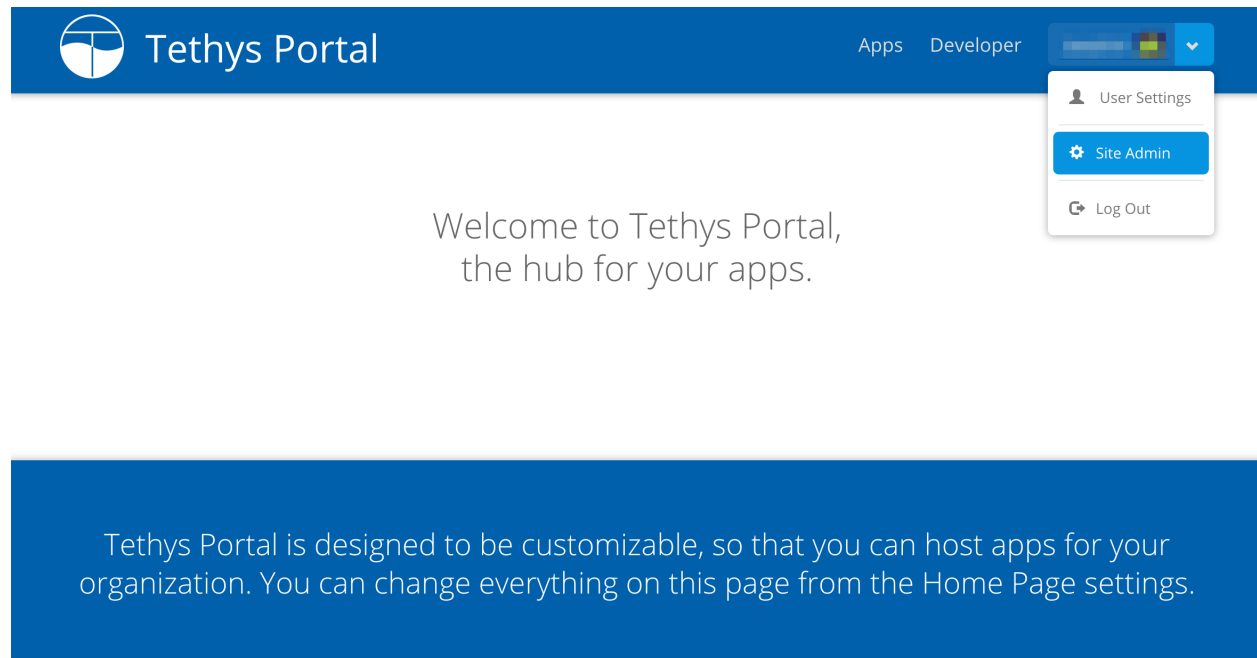 Tethys Portal
Apps
Developer
User Settings
Site Admin
Log Out
Welcome to Tethys Portal,
the hub for your apps.
Tethys Portal is designed to be customizable, so that you can host apps for your
organization. You can change everything on this page from the Home Page settings.